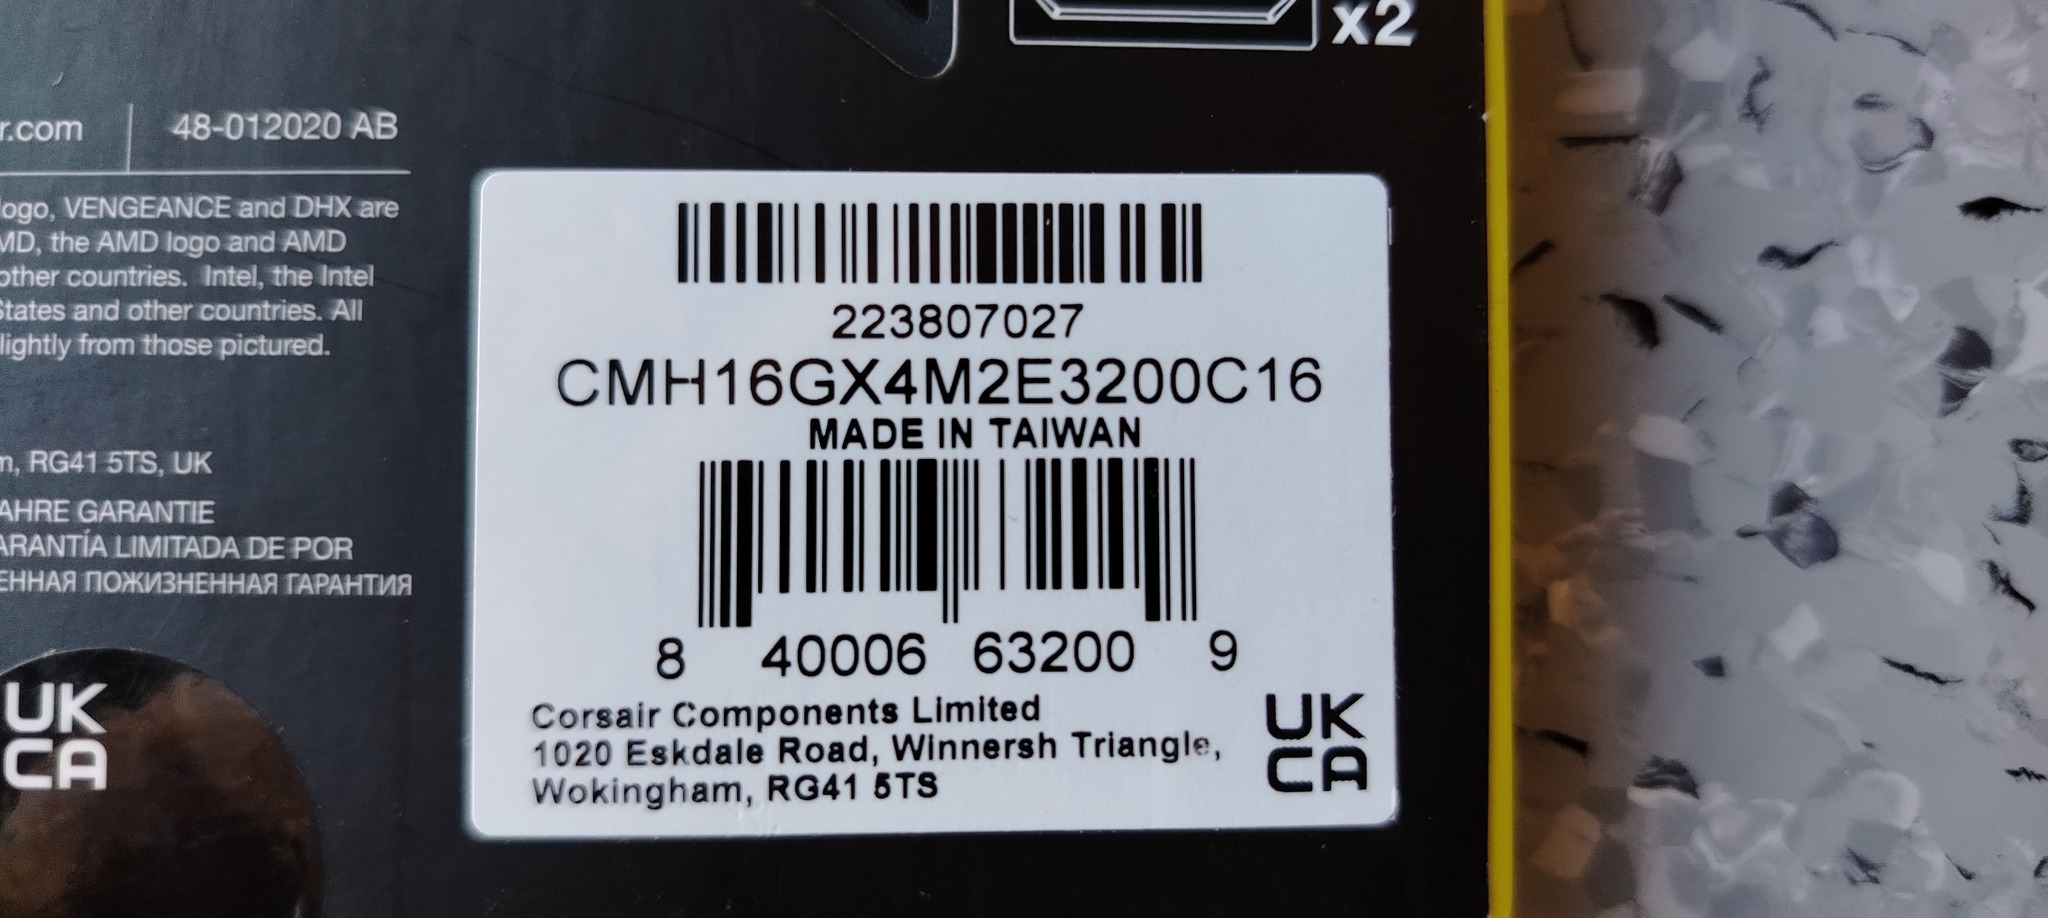 x2
r.com
48-012020 AB
logo, VENGEANCE and DHX are
MD, the AMD logo and AMD
other countries. Intel, the Intel
States and other countries. All
lightly from those pictured.
m, RG41 5TS, UK
AHRE GARANTIE
ARANTÍA LIMITADA DE POR
ЕННАЯ ПОЖИЗНЕННАЯ ГАРАНТИЯ
UK
CA
223807027
CMH16GX4M2E3200C16
MADE IN TAIWAN
8 40006 63200 9
Corsair Components Limited
1020 Eskdale Road, Winnersh Triangle,
Wokingham, RG41 5TS
UK
CA